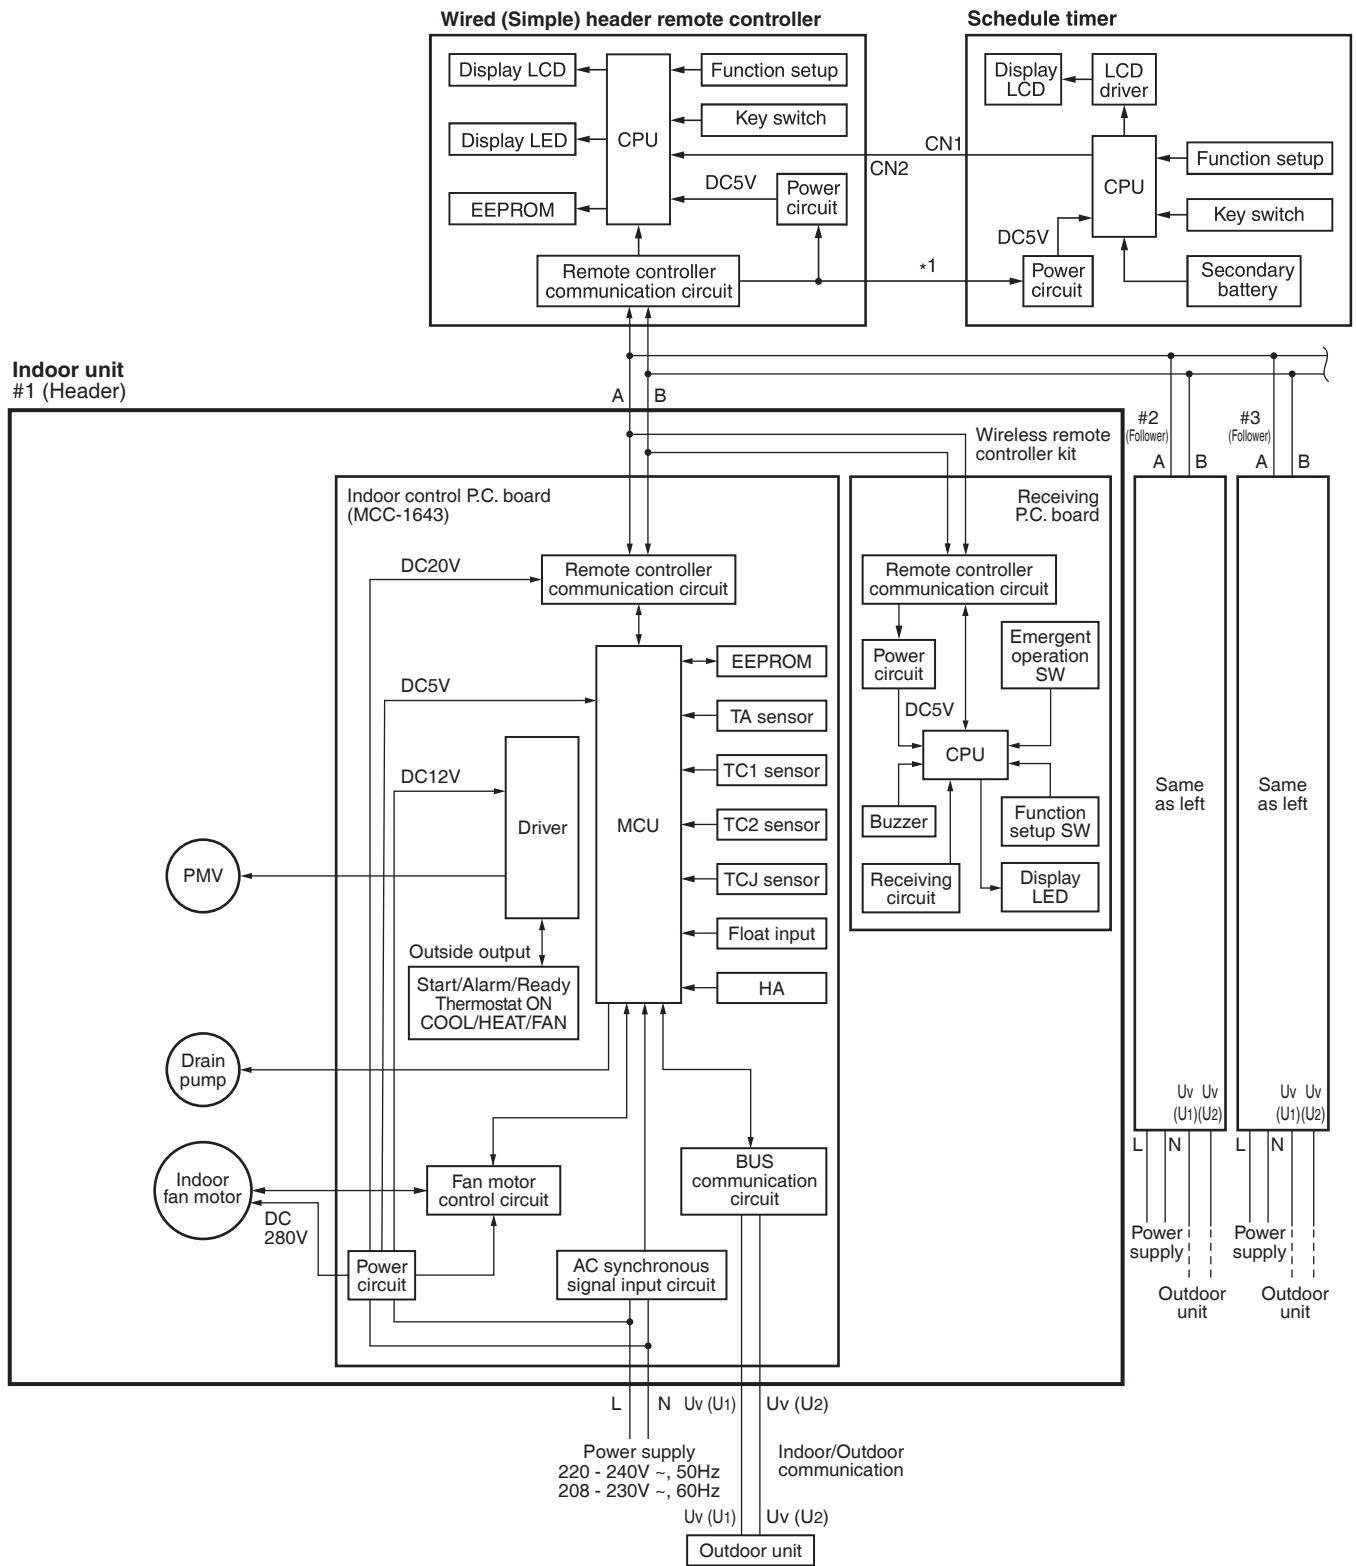 Wired (Simple) header remote controller
Schedule timer
Display LCD
CPU
Function setup
Display LED
Key switch
EEPROM
DC5V
Power
circuit
Remote controller
communication circuit
CN1
CN2
*1
Display
LCD
LCD
driver
CPU
Function setup
Key switch
DC5V
Power
circuit
Secondary
battery
Indoor unit
#1 (Header)
A
B
Wireless remote
controller kit
#2
(Follower)
A
B
#3
(Follower)
A
B
Indoor control P.C. board
(MCC-1643)
Receiving
P.C. board
DC20V
Remote controller
communication circuit
DC5V
DC12V
Driver
MCU
EEPROM
TA sensor
TC1 sensor
TC2 sensor
TCJ sensor
Float input
HA
PMV
Outside output
Start/Alarm/Ready
Thermostat ON
COOL/HEAT/FAN
Drain
pump
Indoor
fan motor
DC
280V
Fan motor
control circuit
Power
circuit
AC synchronous
signal input circuit
BUS
communication
circuit
Remote controller
communication circuit
Power
circuit
DC5V
Emergent
operation
SW
CPU
Buzzer
Function
setup SW
Receiving
circuit
Display
LED
Same
as left
Same
as left
Uv Uv
(U1)(U2)
L
N
Power
supply
Outdoor
unit
Uv Uv
(U1)(U2)
L
N
Power
supply
Outdoor
unit
L
N
Uv (U1)
Uv (U2)
Power supply
220 - 240V ~, 50Hz
208 - 230V ~, 60Hz
Indoor/Outdoor
communication
Uv (U1)
Uv (U2)
Outdoor unit